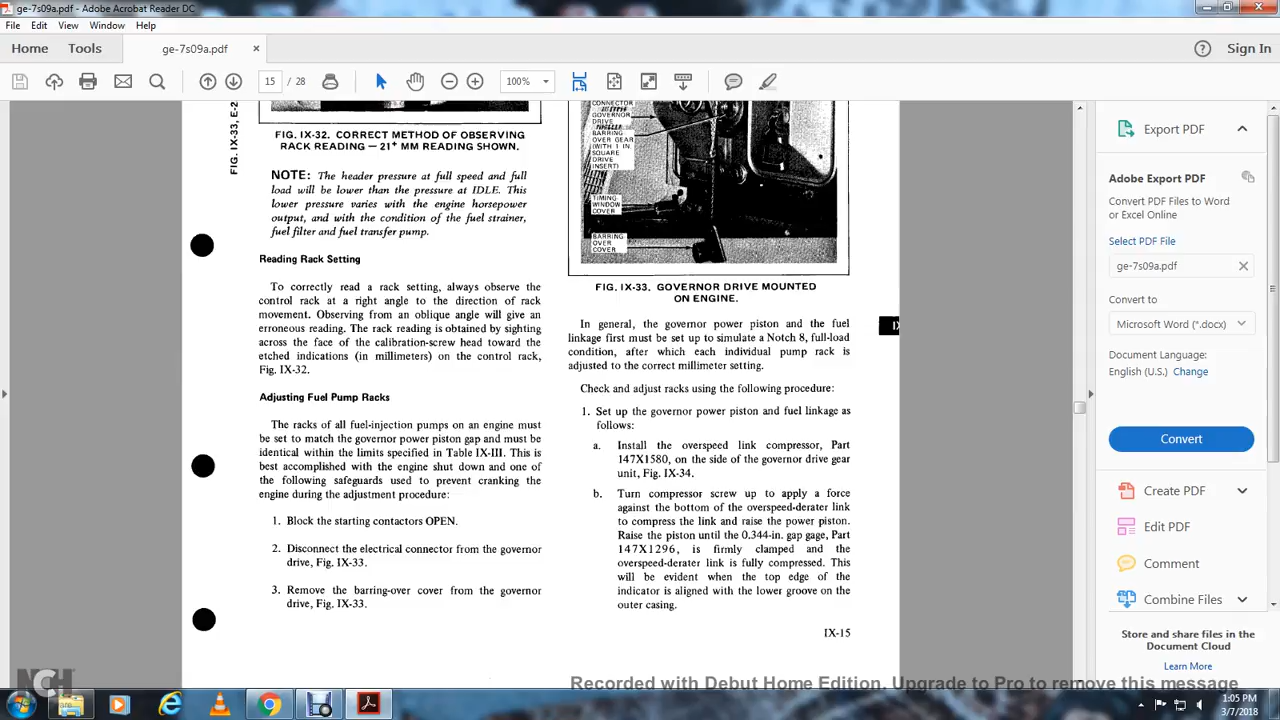 ge-7s09a.pdf - Adobe Acrobat Reader DC
File Edit View Window Help
Home Tools ge-7s09a.pdf × Sign In
15 / 28 100%
FIG. IX-33, E-2
FIG. IX-32. CORRECT METHOD OF OBSERVING
RACK READING — 21+ MM READING SHOWN.
NOTE: The header pressure at full speed and full
load will be lower than the pressure at IDLE. This
lower pressure varies with the engine horsepower
output, and with the condition of the fuel strainer,
fuel filter and fuel transfer pump.
Reading Rack Setting
To correctly read a rack setting, always observe the
control rack at a right angle to the direction of rack
movement. Observing from an oblique angle will give an
erroneous reading. The rack reading is obtained by sighting
across the face of the calibration-screw head toward the
etched indications (in millimeters) on the control rack,
Fig. IX-32.
Adjusting Fuel Pump Racks
The racks of all fuel-injection pumps on an engine must
be set to match the governor power piston gap and must be
identical within the limits specified in Table IX-III. This is
best accomplished with the engine shut down and one of
the following safeguards used to prevent cranking the
engine during the adjustment procedure:
1. Block the starting contactors OPEN.
2. Disconnect the electrical connector from the governor
drive, Fig. IX-33.
3. Remove the barring-over cover from the governor
drive, Fig. IX-33.
CONNECTOR
GOVERNOR
DRIVE
BARRING
OVER GEAR
(WITH 1 IN.
SQUARE
DRIVE
INSERT)
TIMING
WINDOW
COVER
BARRING
OVER
COVER
FIG. IX-33. GOVERNOR DRIVE MOUNTED
ON ENGINE.
In general, the governor power piston and the fuel
linkage first must be set up to simulate a Notch 8, full-load
condition, after which each individual pump rack is
adjusted to the correct millimeter setting.
Check and adjust racks using the following procedure:
1. Set up the governor power piston and fuel linkage as
follows:
a. Install the overspeed link compressor, Part
147X1580, on the side of the governor drive gear
unit, Fig. IX-34.
b. Turn compressor screw up to apply a force
against the bottom of the overspeed-derater link
to compress the link and raise the power piston.
Raise the piston until the 0.344-in. gap gage, Part
147X1296, is firmly clamped and the
overspeed-derater link is fully compressed. This
will be evident when the top edge of the
indicator is aligned with the lower groove on the
outer casing.
IX-15
Export PDF
Adobe Export PDF
Convert PDF Files to Word
or Excel Online
Select PDF File
ge-7s09a.pdf
Convert to
Microsoft Word (*.docx)
Document Language:
English (U.S.) Change
Convert
Create PDF
Edit PDF
Comment
Combine Files
Store and share files in the
Document Cloud
Learn More
NCH
Recorded with Debut Home Edition. Upgrade to Pro to remove this message
1:05 PM
3/7/2018